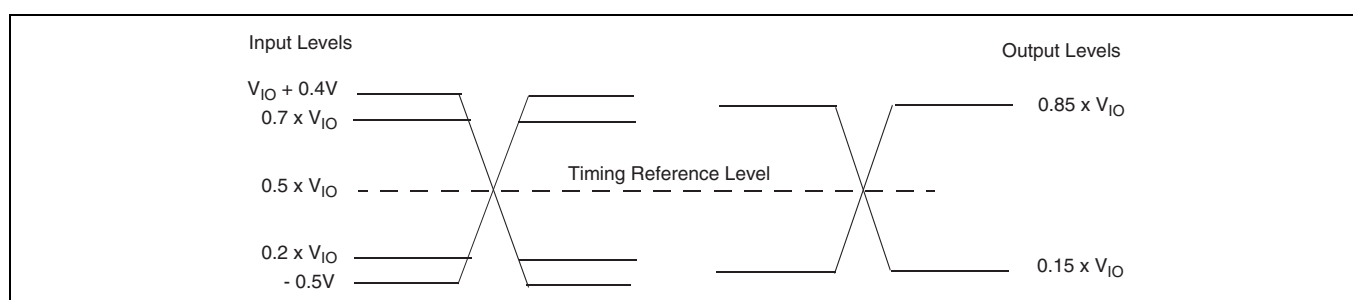 Input Levels
Output Levels
V_IO + 0.4V
0.7 x V_IO
0.85 x V_IO
Timing Reference Level
0.5 x V_IO
0.2 x V_IO
0.15 x V_IO
- 0.5V